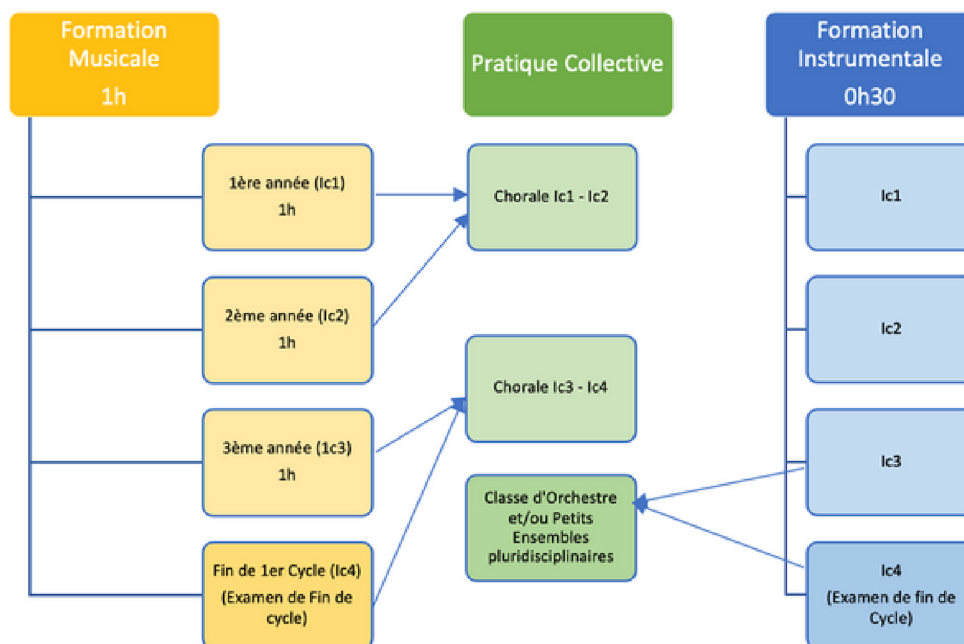 Formation
Musicale
1h
Pratique Collective
Formation
Instrumentale
0h30
1ère année (Ic1)
1h
Chorale Ic1 - Ic2
Ic1
2ème année (Ic2)
1h
Ic2
Chorale Ic3 - Ic4
3ème année (1c3)
1h
Ic3
Classe d'Orchestre
et/ou Petits
Ensembles
pluridisciplinaires
Fin de 1er Cycle (Ic4)
(Examen de Fin de
cycle)
Ic4
(Examen de fin de
Cycle)